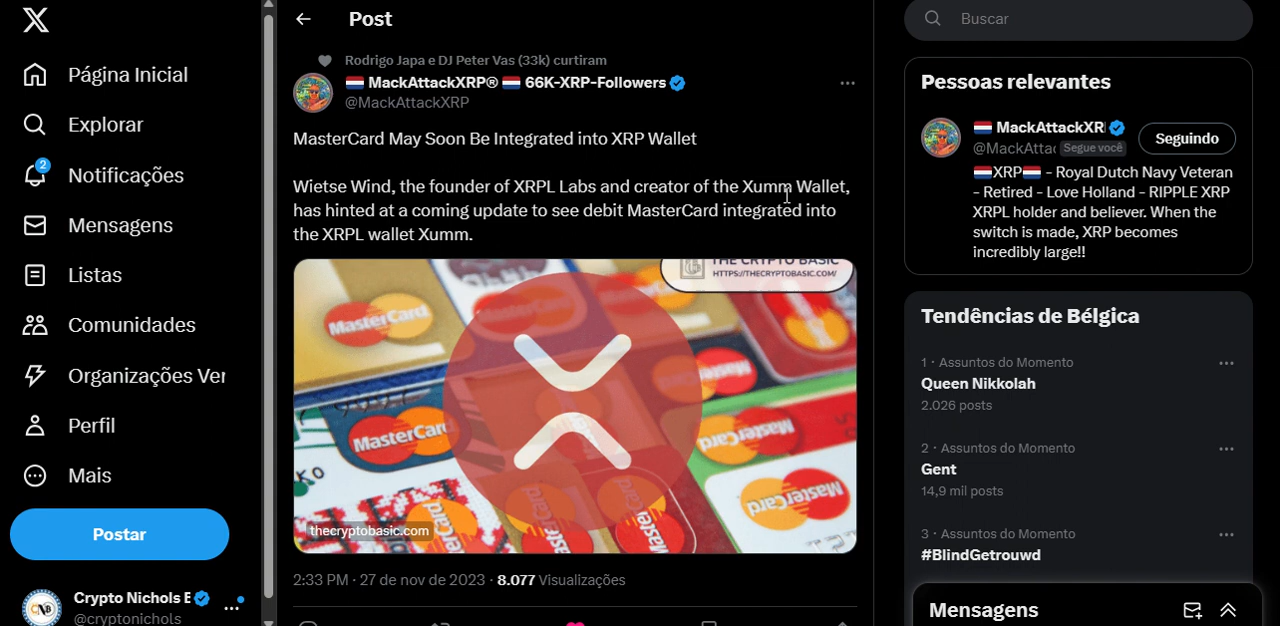 Página Inicial
Explorar
2
Notificações
Mensagens
Listas
Comunidades
Organizações Ver
Perfil
Mais
Postar
Crypto Nichols E
@cryptonichols
CNB
Post
Rodrigo Japa e DJ Peter Vas (33k) curtiram
MackAttackXRP® 66K-XRP-Followers
@MackAttackXRP
MasterCard May Soon Be Integrated into XRP Wallet
Wietse Wind, the founder of XRPL Labs and creator of the Xumm Wallet,
has hinted at a coming update to see debit MasterCard integrated into
the XRPL wallet Xumm.
THE CRYPTO BASIC
HTTPS://THECRYPTOBASIC.COM/
MasterCard
MasterCard
MasterCard
MasterCard
MasterCard
MasterCard
MasterCard
thecryptobasic.com
2:33 PM · 27 de nov de 2023 · 8.077 Visualizações
Buscar
Pessoas relevantes
MackAttackXR
@MackAttac Segue você
Seguindo
XRP - Royal Dutch Navy Veteran
- Retired - Love Holland - RIPPLE XRP
XRPL holder and believer. When the
switch is made, XRP becomes
incredibly large!!
Tendências de Bélgica
1 · Assuntos do Momento
Queen Nikkolah
2.026 posts
2 · Assuntos do Momento
Gent
14,9 mil posts
3 · Assuntos do Momento
#BlindGetrouwd
Mensagens